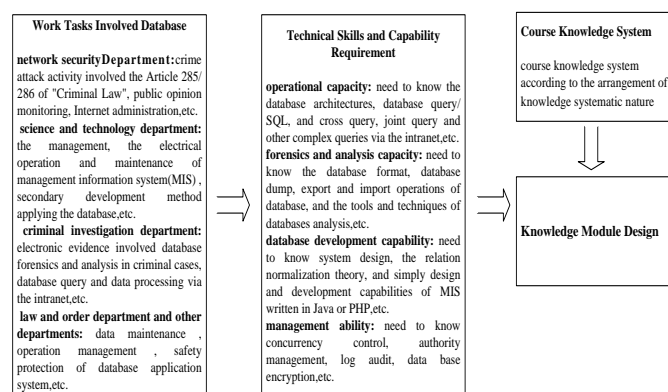 Work Tasks Involved Database
network securityDepartment:crime
attack activity involved the Article 285/
286 of "Criminal Law", public opinion
monitoring, Internet administration,etc.
science and technology department:
the management, the electrical
operation and maintenance of
management information system(MIS) ,
secondary development method
applying the database,etc.
criminal investigation department:
electronic evidence involved database
forensics and analysis in criminal cases,
database query and data processing via
the intranet,etc.
law and order department and other
departments: data maintenance ,
operation management , safety
protection of database application
system,etc.
Technical Skills and Capability
Requirement
operational capacity: need to know the
database architectures, database query/
SQL, and cross query, joint query and
other complex queries via the intranet,etc.
forensics and analysis capacity: need to
know the database format, database
dump, export and import operations of
database, and the tools and techniques of
databases analysis,etc.
database development capability: need
to know system design, the relation
normalization theory, and simply design
and development capabilities of MIS
written in Java or PHP,etc.
management ability: need to know
concurrency control, authority
management, log audit, data base
encryption,etc.
Course Knowledge System
course knowledge system
according to the arrangement of
knowledge systematic nature
Knowledge Module Design